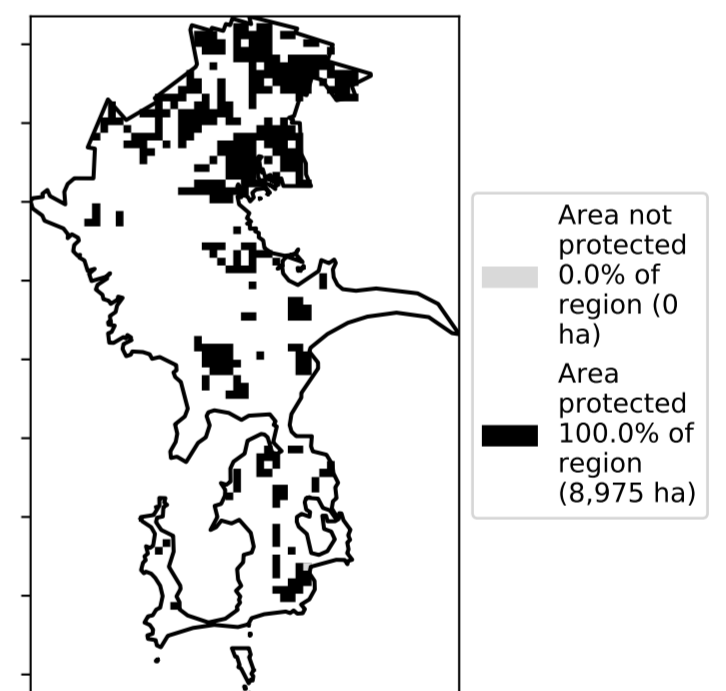 Area not
protected
0.0% of
region (0
ha)
Area
protected
100.0% of
region
(8,975 ha)